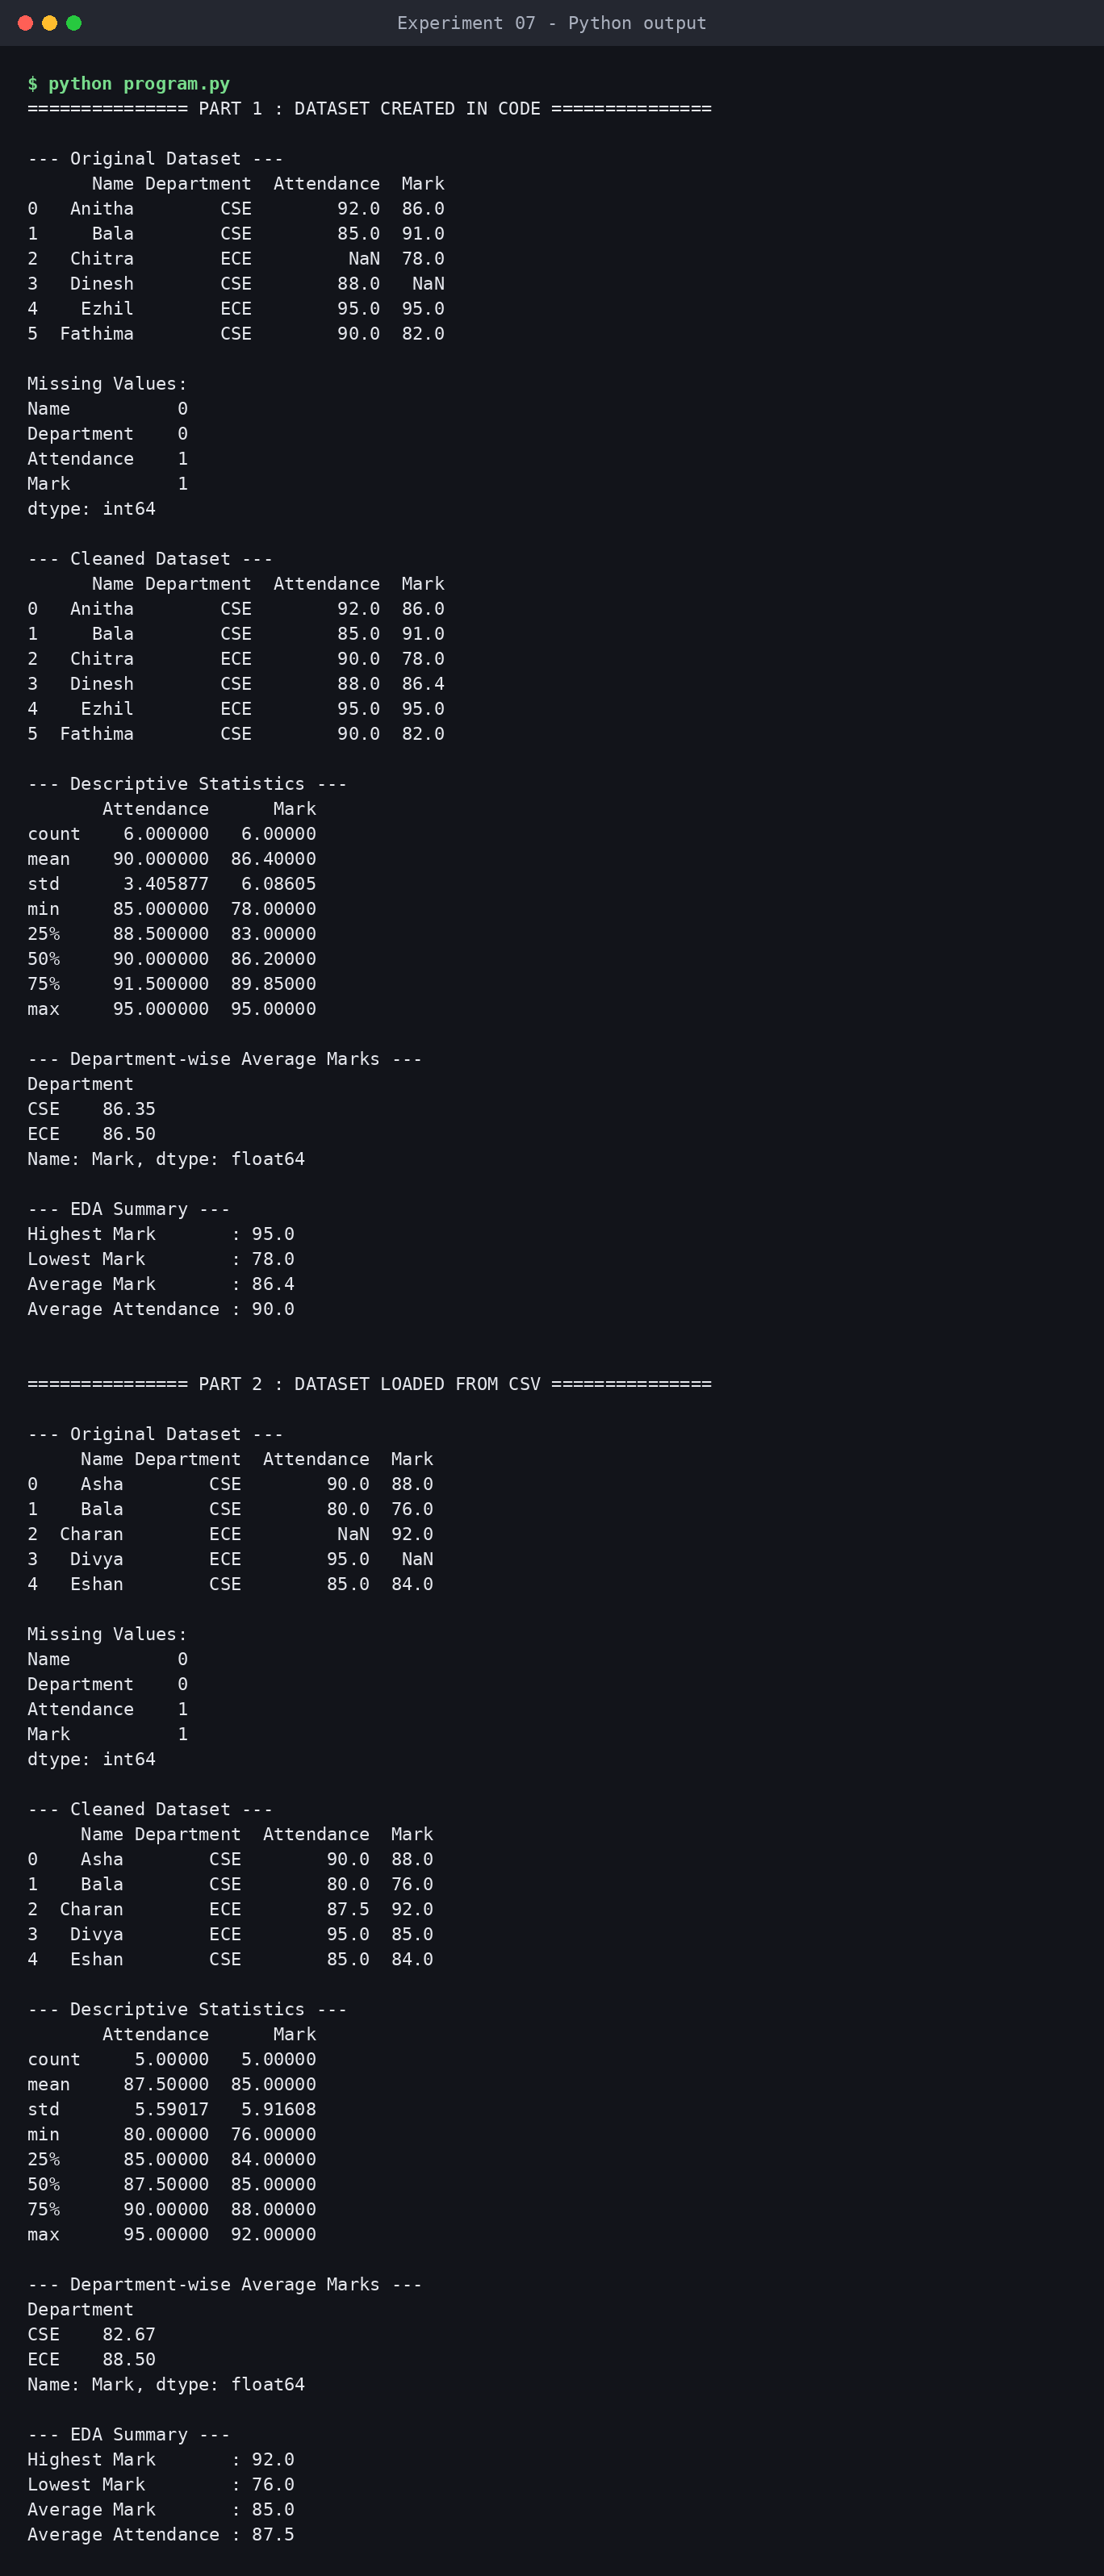 Experiment 07 - Python output
$ python program.py
=============== PART 1 : DATASET CREATED IN CODE ===============
--- Original Dataset ---
      Name Department  Attendance  Mark
0   Anitha        CSE        92.0  86.0
1     Bala        CSE        85.0  91.0
2   Chitra        ECE         NaN  78.0
3   Dinesh        CSE        88.0   NaN
4    Ezhil        ECE        95.0  95.0
5  Fathima        CSE        90.0  82.0
Missing Values:
Name          0
Department    0
Attendance    1
Mark          1
dtype: int64
--- Cleaned Dataset ---
      Name Department  Attendance  Mark
0   Anitha        CSE        92.0  86.0
1     Bala        CSE        85.0  91.0
2   Chitra        ECE        90.0  78.0
3   Dinesh        CSE        88.0  86.4
4    Ezhil        ECE        95.0  95.0
5  Fathima        CSE        90.0  82.0
--- Descriptive Statistics ---
       Attendance      Mark
count    6.000000   6.00000
mean    90.000000  86.40000
std      3.405877   6.08605
min     85.000000  78.00000
25%     88.500000  83.00000
50%     90.000000  86.20000
75%     91.500000  89.85000
max     95.000000  95.00000
--- Department-wise Average Marks ---
Department
CSE    86.35
ECE    86.50
Name: Mark, dtype: float64
--- EDA Summary ---
Highest Mark       : 95.0
Lowest Mark        : 78.0
Average Mark       : 86.4
Average Attendance : 90.0
=============== PART 2 : DATASET LOADED FROM CSV ===============
--- Original Dataset ---
     Name Department  Attendance  Mark
0    Asha        CSE        90.0  88.0
1    Bala        CSE        80.0  76.0
2  Charan        ECE         NaN  92.0
3   Divya        ECE        95.0   NaN
4   Eshan        CSE        85.0  84.0
Missing Values:
Name          0
Department    0
Attendance    1
Mark          1
dtype: int64
--- Cleaned Dataset ---
     Name Department  Attendance  Mark
0    Asha        CSE        90.0  88.0
1    Bala        CSE        80.0  76.0
2  Charan        ECE        87.5  92.0
3   Divya        ECE        95.0  85.0
4   Eshan        CSE        85.0  84.0
--- Descriptive Statistics ---
       Attendance      Mark
count     5.00000   5.00000
mean     87.50000  85.00000
std       5.59017   5.91608
min      80.00000  76.00000
25%      85.00000  84.00000
50%      87.50000  85.00000
75%      90.00000  88.00000
max      95.00000  92.00000
--- Department-wise Average Marks ---
Department
CSE    82.67
ECE    88.50
Name: Mark, dtype: float64
--- EDA Summary ---
Highest Mark       : 92.0
Lowest Mark        : 76.0
Average Mark       : 85.0
Average Attendance : 87.5